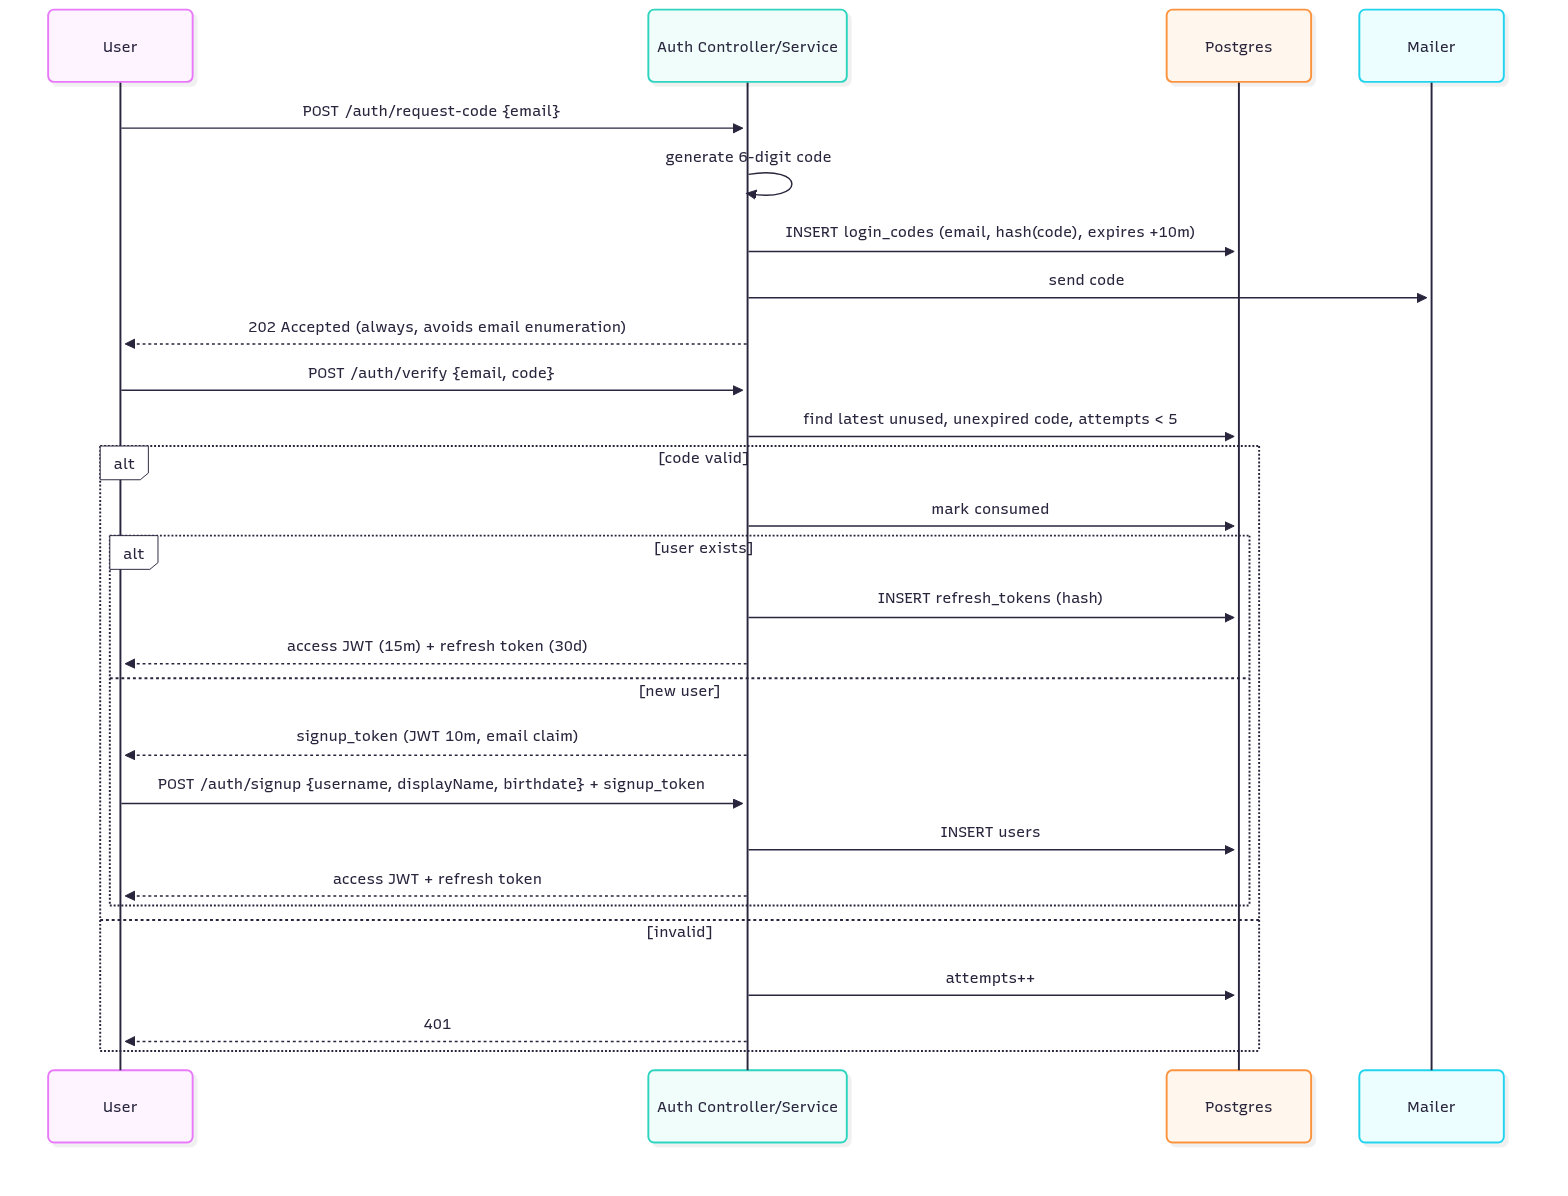 User
Auth Controller/Service
Postgres
Mailer
POST /auth/request-code {email}
generate 6-digit code
INSERT login_codes (email, hash(code), expires +10m)
send code
202 Accepted (always, avoids email enumeration)
POST /auth/verify {email, code}
find latest unused, unexpired code, attempts < 5
alt
[code valid]
mark consumed
alt
[user exists]
INSERT refresh_tokens (hash)
access JWT (15m) + refresh token (30d)
[new user]
signup_token (JWT 10m, email claim)
POST /auth/signup {username, displayName, birthdate} + signup_token
INSERT users
access JWT + refresh token
[invalid]
attempts++
401
User
Auth Controller/Service
Postgres
Mailer